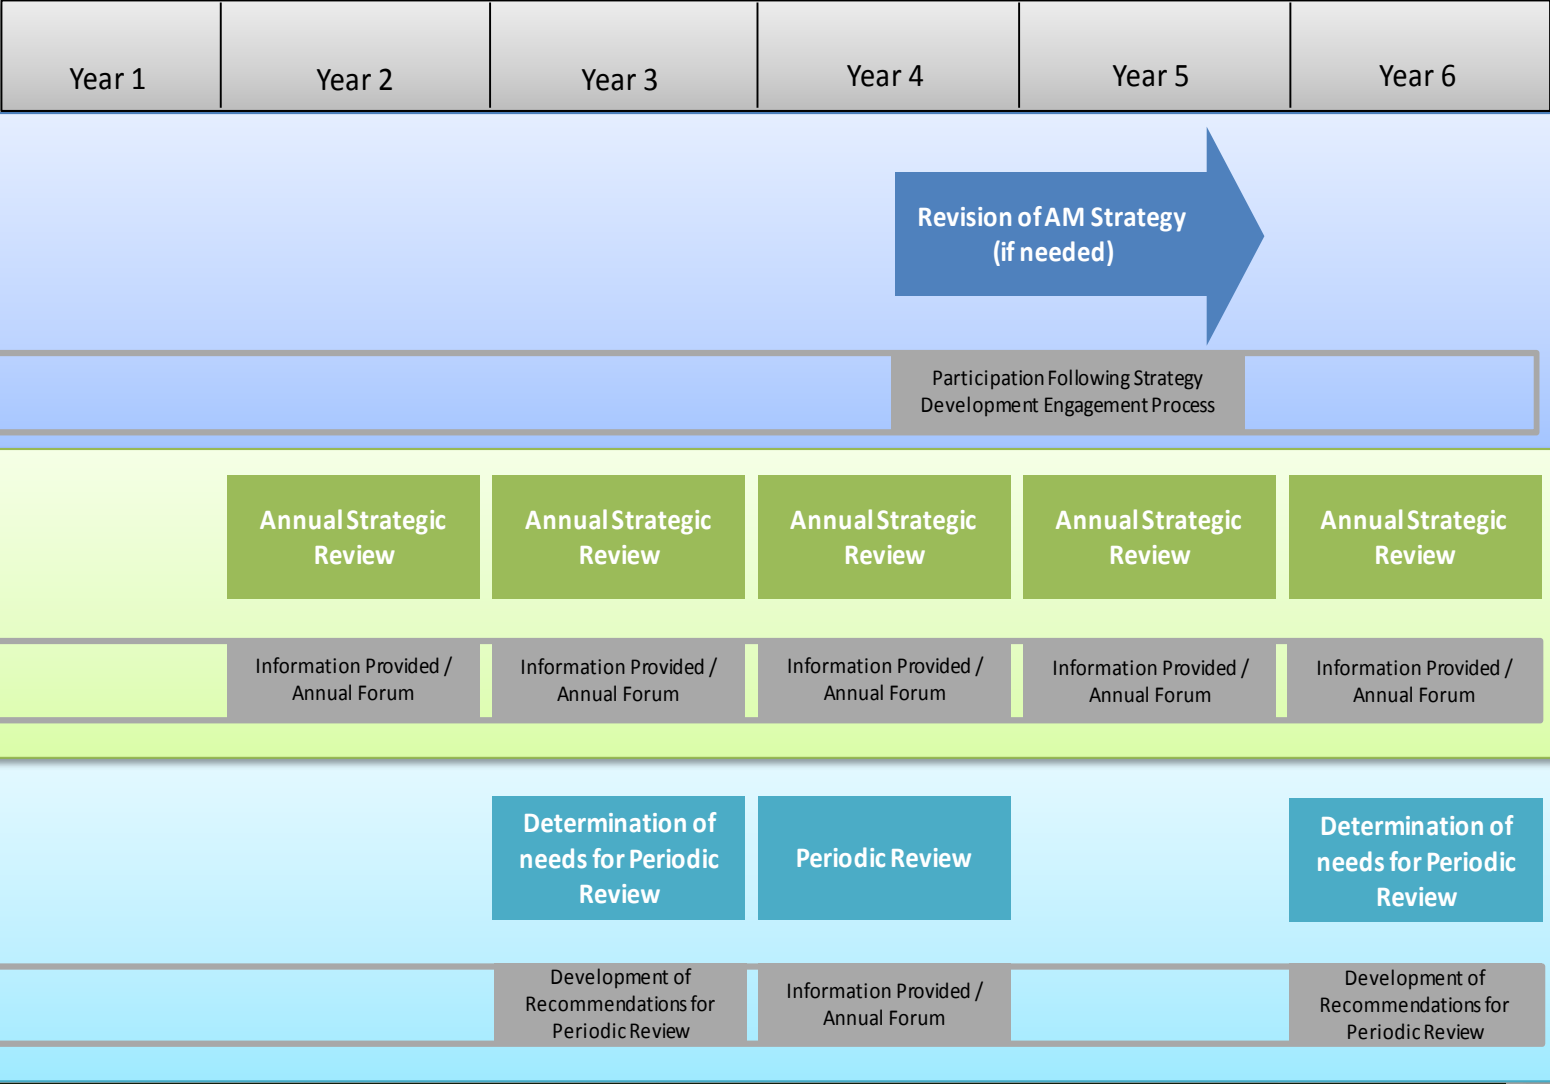 Year 1
Year 2
Year 3
Year 4
Year 5
Year 6
Revision of AM Strategy
(if needed)
Participation Following Strategy
Development Engagement Process
Annual Strategic
Review
Annual Strategic
Review
Annual Strategic
Review
Annual Strategic
Review
Annual Strategic
Review
Information Provided /
Annual Forum
Information Provided /
Annual Forum
Information Provided /
Annual Forum
Information Provided /
Annual Forum
Information Provided /
Annual Forum
Determination of
needs for Periodic
Review
Periodic Review
Determination of
needs for Periodic
Review
Development of
Recommendations for
Periodic Review
Information Provided /
Annual Forum
Development of
Recommendations for
Periodic Review